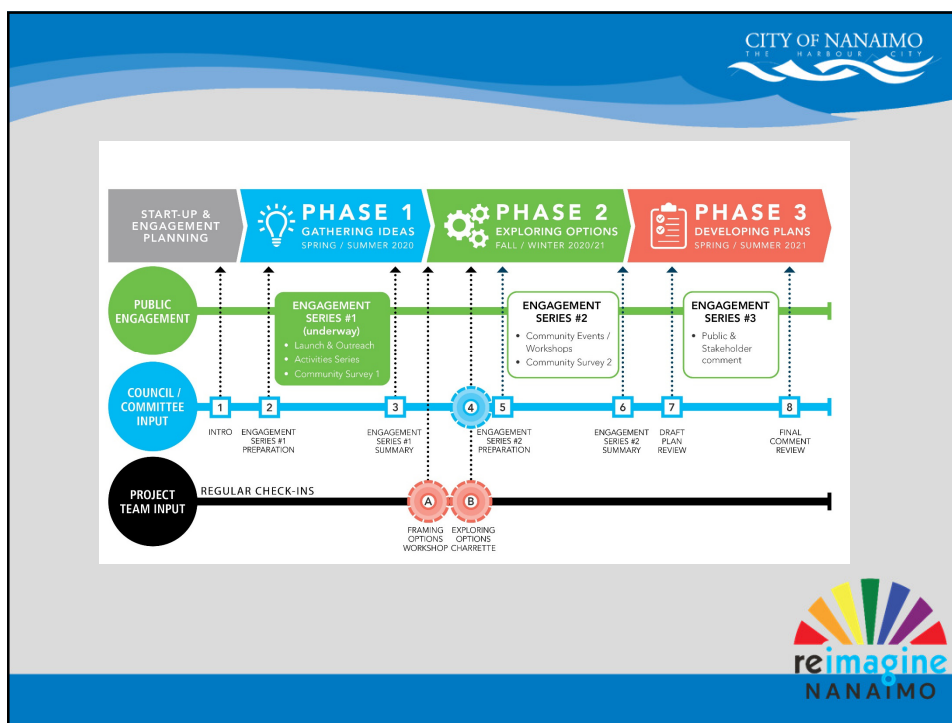 CITY OF NANAIMO
THE HARBOUR CITY
START-UP &
ENGAGEMENT
PLANNING
PHASE 1
GATHERING IDEAS
SPRING / SUMMER 2020
PHASE 2
EXPLORING OPTIONS
FALL / WINTER 2020/21
PHASE 3
DEVELOPING PLANS
SPRING / SUMMER 2021
PUBLIC
ENGAGEMENT
ENGAGEMENT
SERIES #1
(underway)
• Launch & Outreach
• Activities Series
• Community Survey 1
ENGAGEMENT
SERIES #2
• Community Events /
Workshops
• Community Survey 2
ENGAGEMENT
SERIES #3
• Public &
Stakeholder
comment
COUNCIL /
COMMITTEE
INPUT
1
INTRO
2
ENGAGEMENT
SERIES #1
PREPARATION
3
ENGAGEMENT
SERIES #1
SUMMARY
4
5
ENGAGEMENT
SERIES #2
PREPARATION
6
ENGAGEMENT
SERIES #2
SUMMARY
7
DRAFT
PLAN
REVIEW
8
FINAL
COMMENT
REVIEW
PROJECT
TEAM INPUT
REGULAR CHECK-INS
A
FRAMING
OPTIONS
WORKSHOP
B
EXPLORING
OPTIONS
CHARRETTE
reimagine
NANAIMO